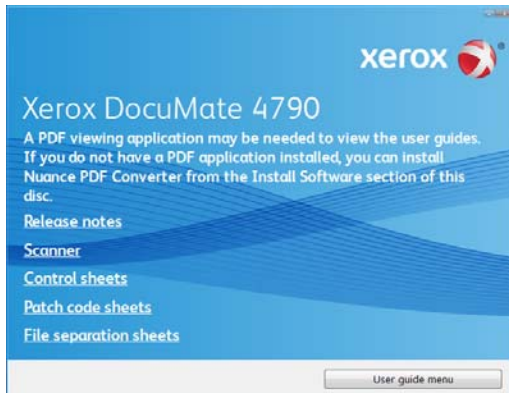 xerox
Xerox DocuMate 4790
A PDF viewing application may be needed to view the user guides.
If you do not have a PDF application installed, you can install
Nuance PDF Converter from the Install Software section of this
disc.
Release notes
Scanner
Control sheets
Patch code sheets
File separation sheets
User guide menu